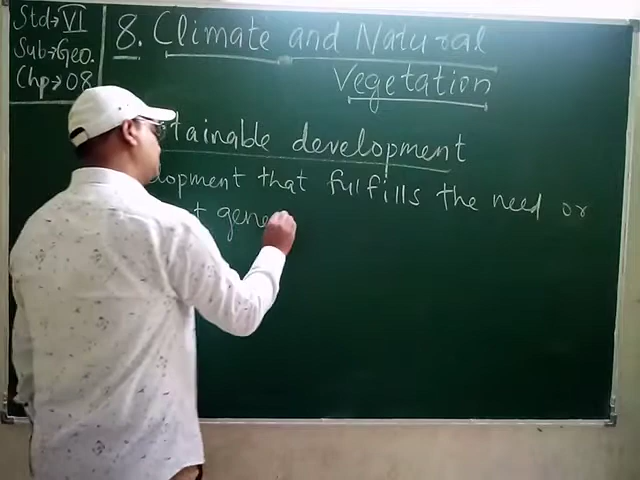 Std→VI
Sub→Geo.
Chp→08
8. Climate and Natural
Vegetation
tainable development
lopment that fulfills the need or
t gene